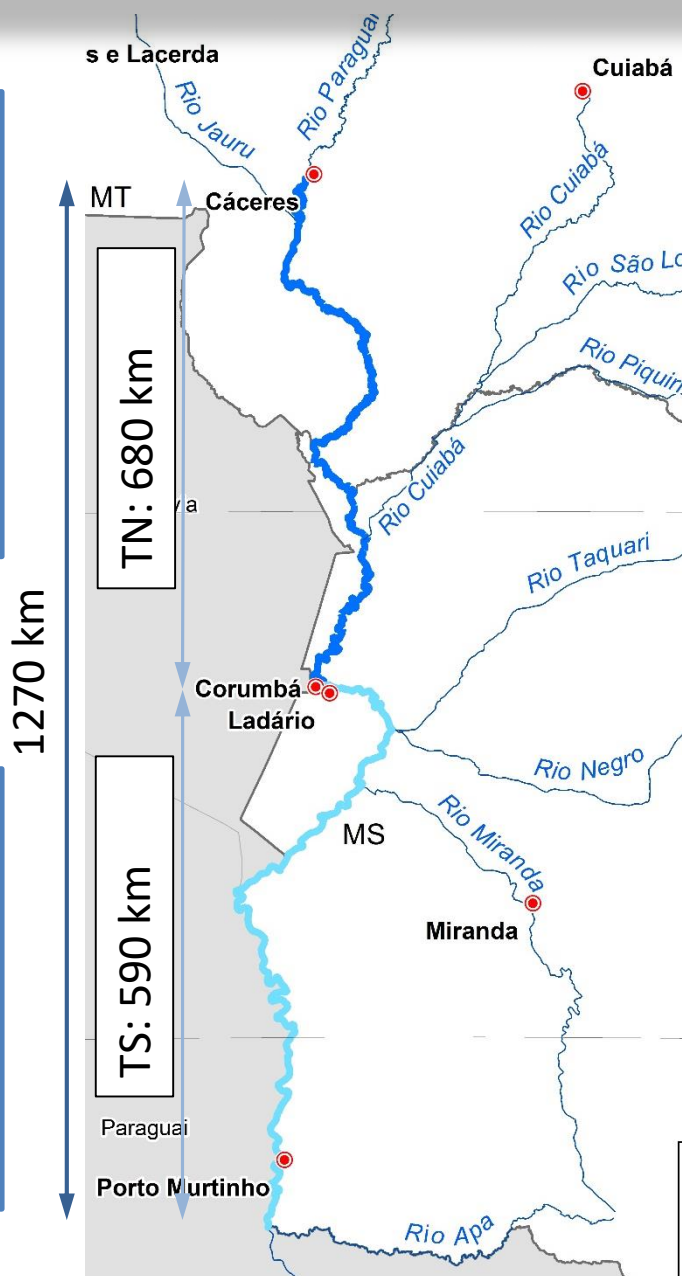 s e Lacerda
Rio Paraguai
Cuiabá
Rio Jauru
MT
Cáceres
Rio Cuiabá
Rio São Lo
Rio Piquiri
TN: 680 km
via
Rio Cuiabá
Rio Taquari
1270 km
Corumbá
Ladário
Rio Negro
MS
Rio Miranda
Miranda
TS: 590 km
Paraguai
Porto Murtinho
Rio Apa